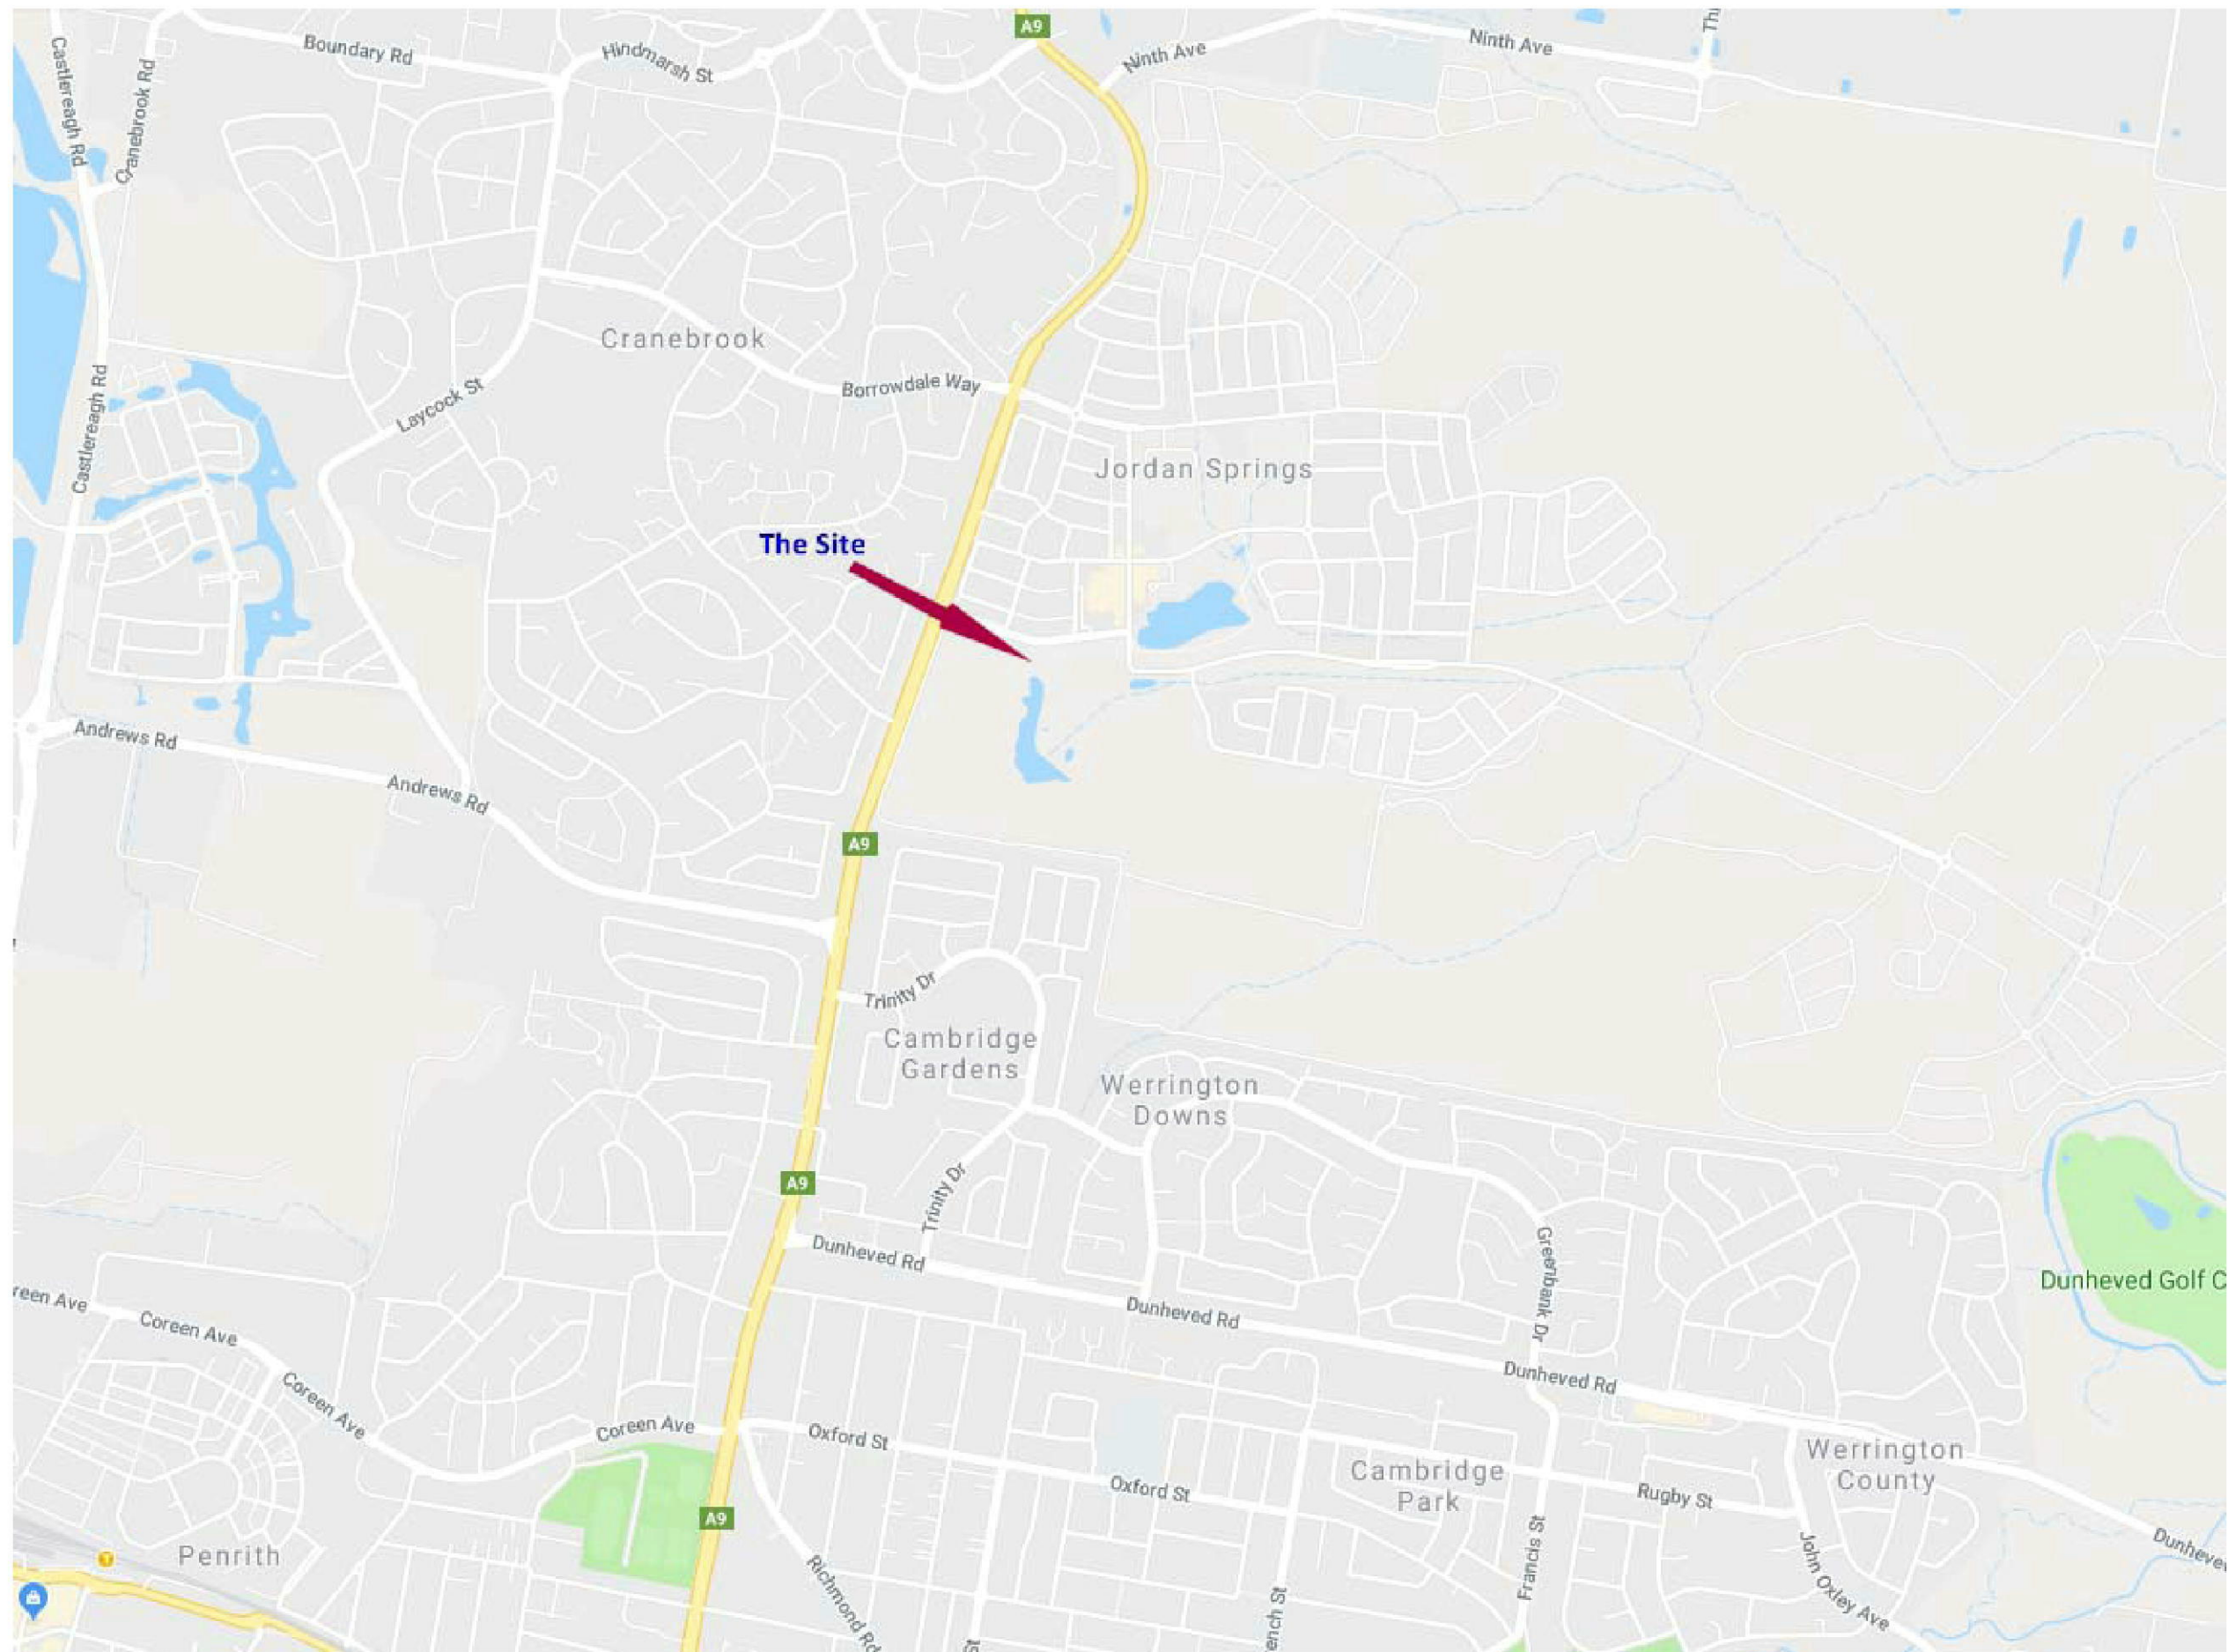 A9
Ninth Ave
Ninth Ave
Boundary Rd
Hindmarsh St
Castlereagh Rd
Cranebrook Rd
Cranebrook
Borrowdale Way
Laycock St
Castlereagh Rd
Jordan Springs
The Site
Andrews Rd
Andrews Rd
A9
Trinity Dr
Cambridge
Gardens
Werrington
Downs
A9
Trinity Dr
Dunheved Rd
Greenbank Dr
Dunheved Golf C
Dunheved Rd
reen Ave
Coreen Ave
Coreen Ave
Dunheved Rd
Coreen Ave
Oxford St
Oxford St
Cambridge
Park
Rugby St
Werrington
County
A9
Penrith
Richmond Rd
Francis St
John Oxley Ave
Dunheve
ench St
St
Th